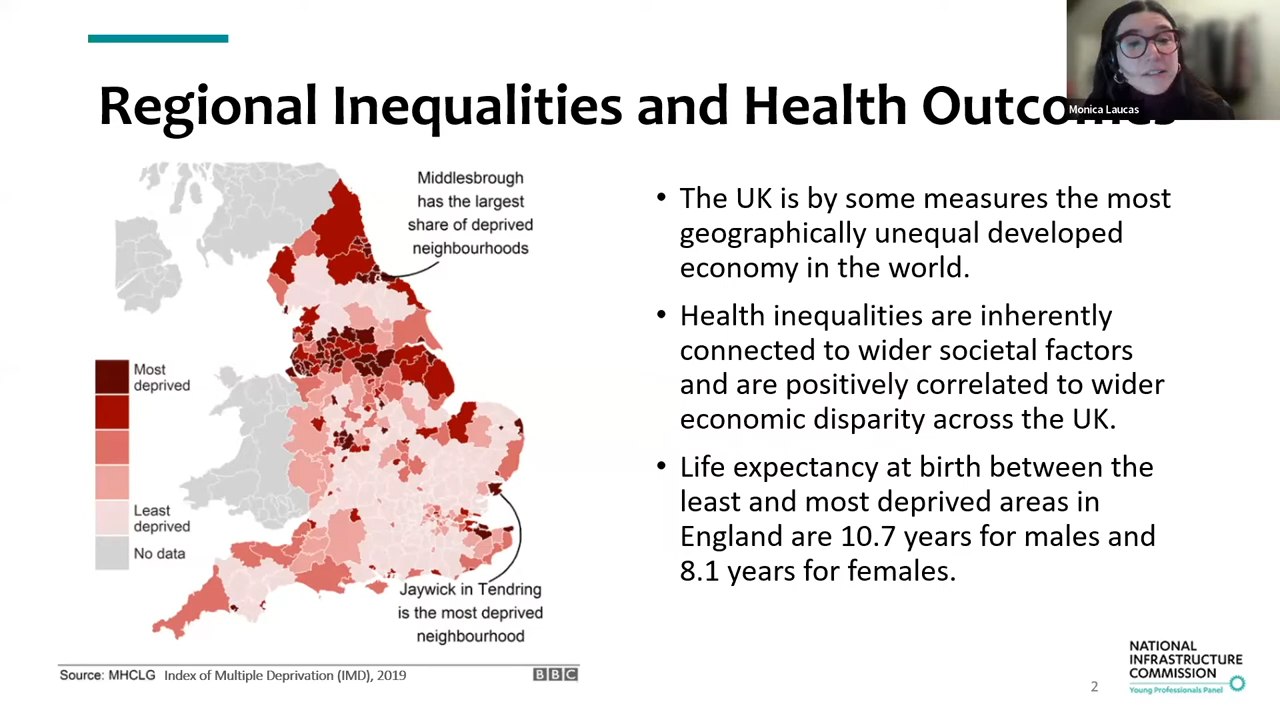 Regional Inequalities and Health Outcomes
Monica Laucas
Middlesbrough
has the largest
share of deprived
neighbourhoods
Most
deprived
Least
deprived
No data
Jaywick in Tendring
is the most deprived
neighbourhood
Source: MHCLG Index of Multiple Deprivation (IMD), 2019
BBC
• The UK is by some measures the most
geographically unequal developed
economy in the world.
• Health inequalities are inherently
connected to wider societal factors
and are positively correlated to wider
economic disparity across the UK.
• Life expectancy at birth between the
least and most deprived areas in
England are 10.7 years for males and
8.1 years for females.
2
NATIONAL
INFRASTRUCTURE
COMMISSION
Young Professionals Panel